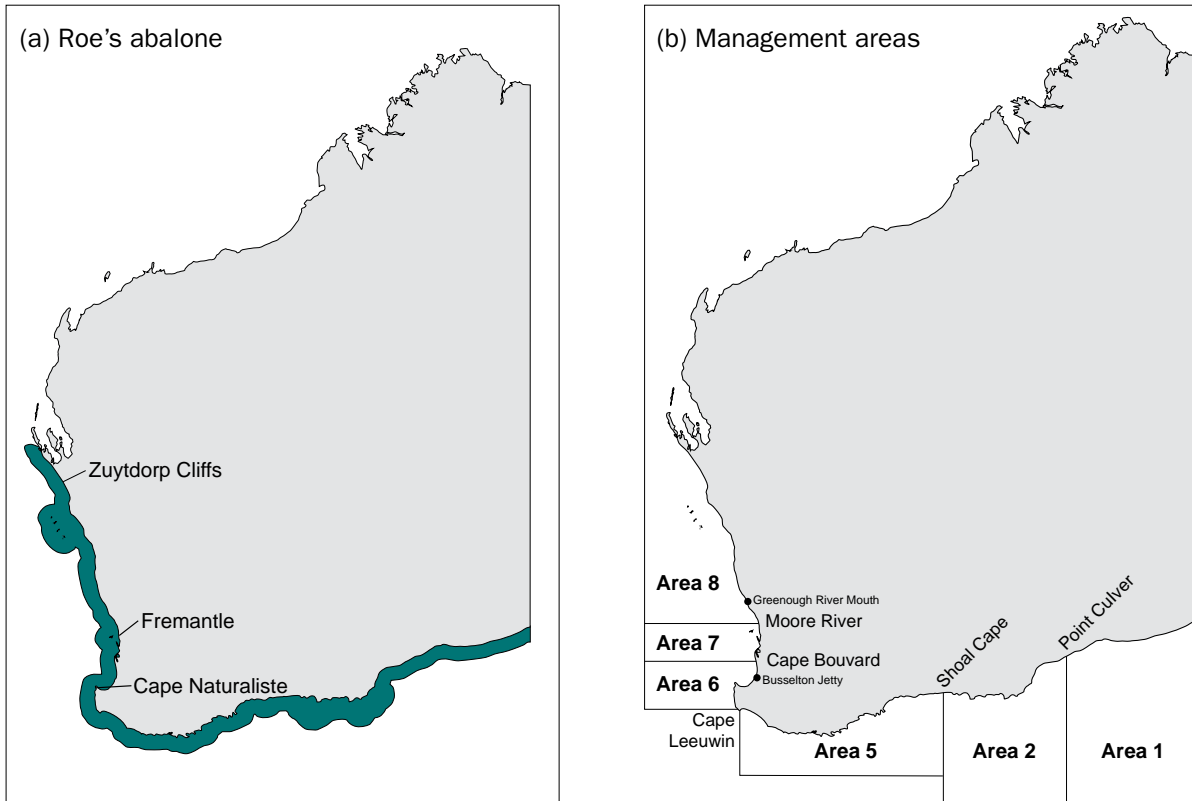 (a) Roe’s abalone
Zuytdorp Cliffs
Fremantle
Cape Naturaliste
(b) Management areas
Area 8
Greenough River Mouth
Moore River
Area 7
Cape Bouvard
Busselton Jetty
Area 6
Cape
Leeuwin
Area 5
Shoal Cape
Area 2
Point Culver
Area 1